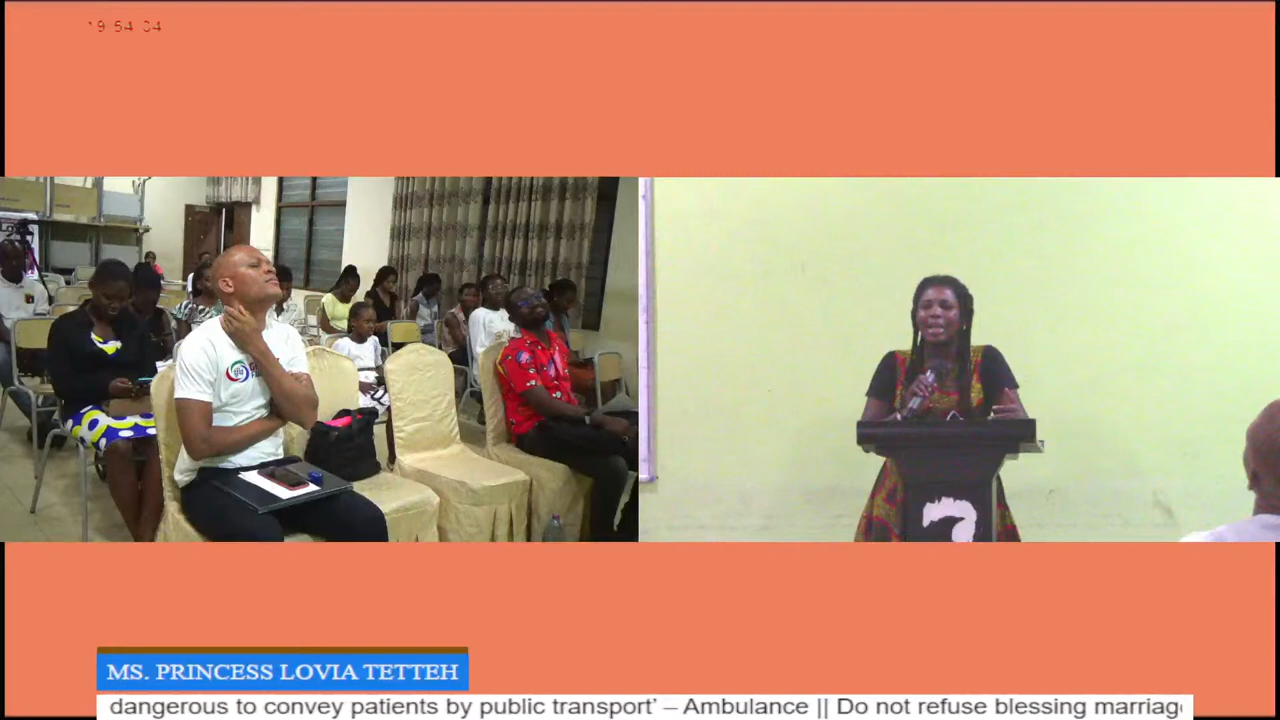 19 54 34
MS. PRINCESS LOVIA TETTEH
dangerous to convey patients by public transport' – Ambulance || Do not refuse blessing marriag